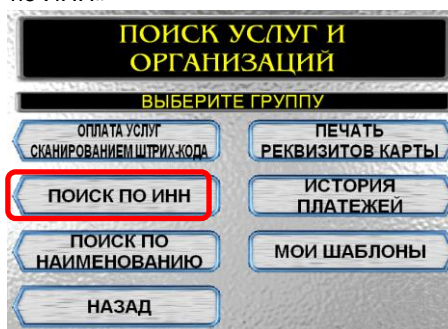 ПОИСК УСЛУГ И
ОРГАНИЗАЦИЙ
ВЫБЕРИТЕ ГРУППУ
ОПЛАТА УСЛУГ
СКАНИРОВАНИЕМ ШТРИХ-КОДА
ПЕЧАТЬ
РЕКВИЗИТОВ КАРТЫ
ПОИСК ПО ИНН
ИСТОРИЯ
ПЛАТЕЖЕЙ
ПОИСК ПО
НАИМЕНОВАНИЮ
МОИ ШАБЛОНЫ
НАЗАД